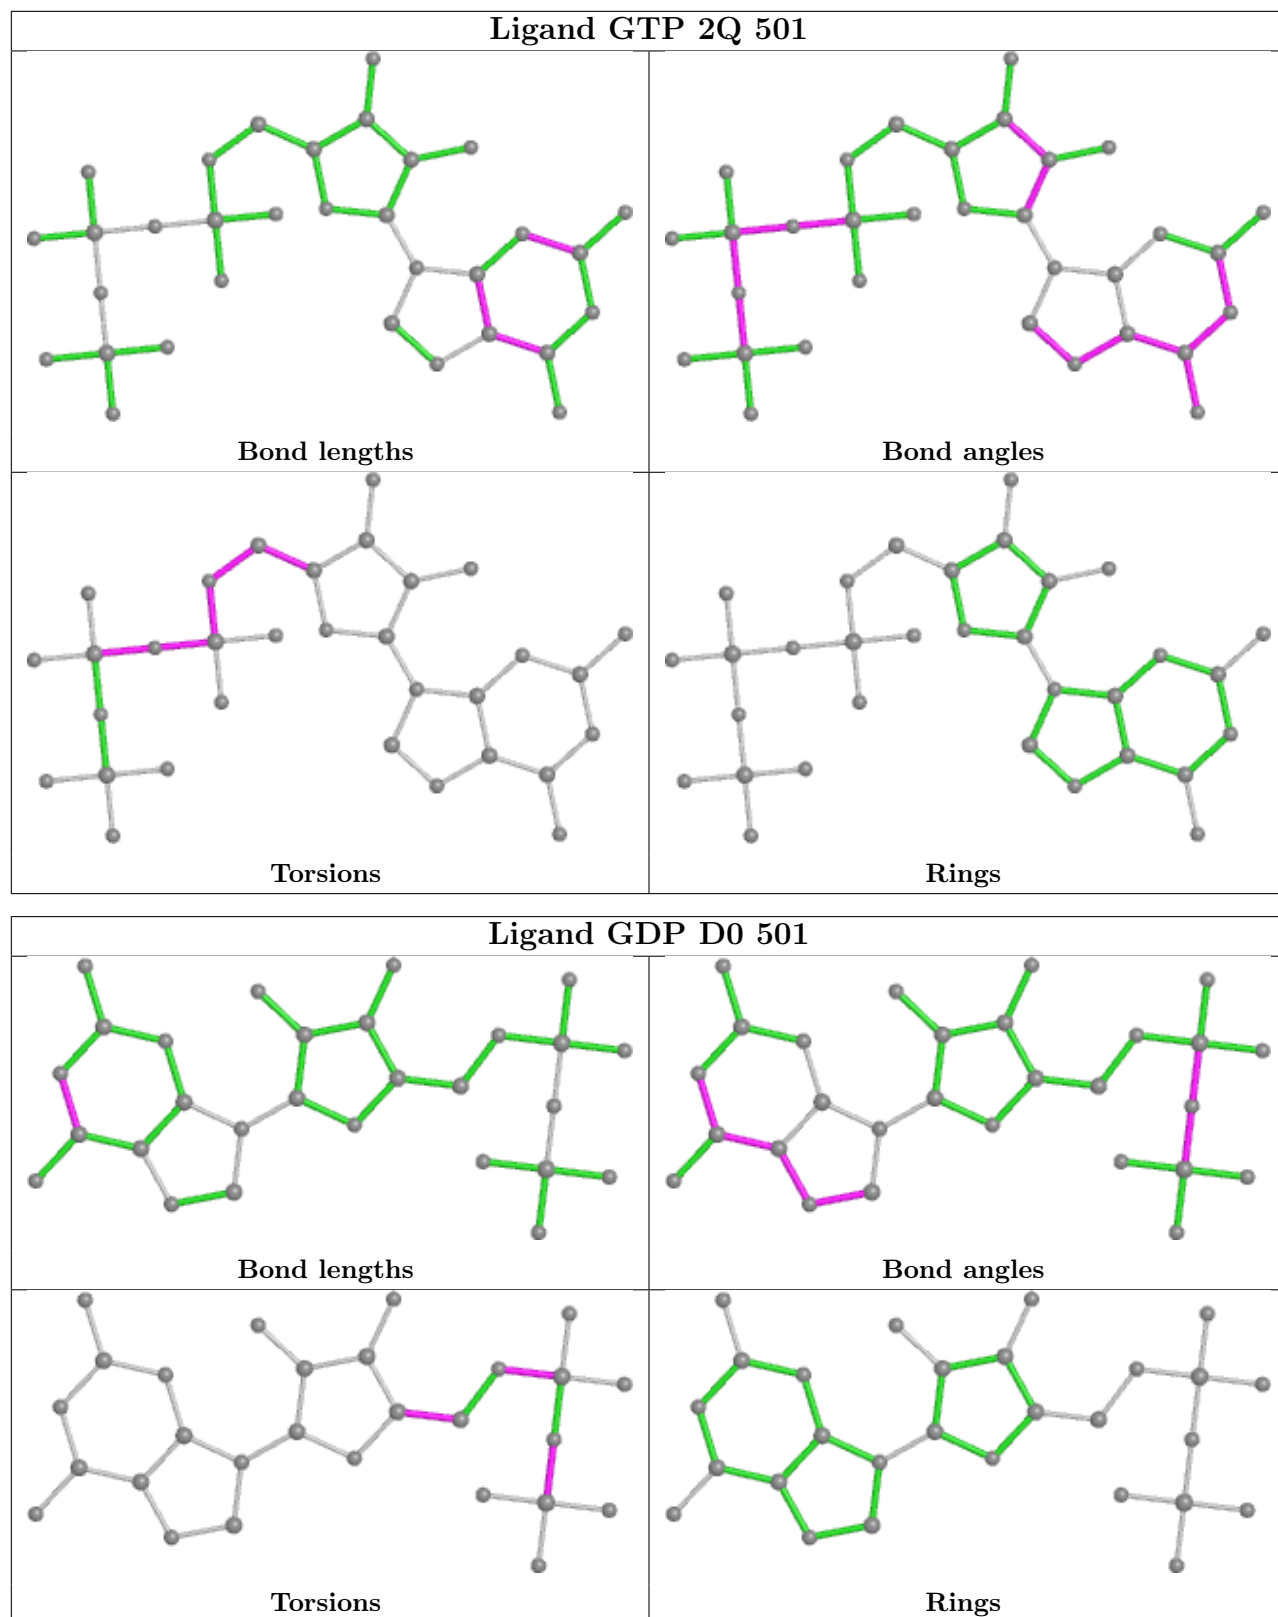 Ligand GTP 2Q 501
Bond lengths
Bond angles
Torsions
Rings
Ligand GDP D0 501
Bond lengths
Bond angles
Torsions
Rings